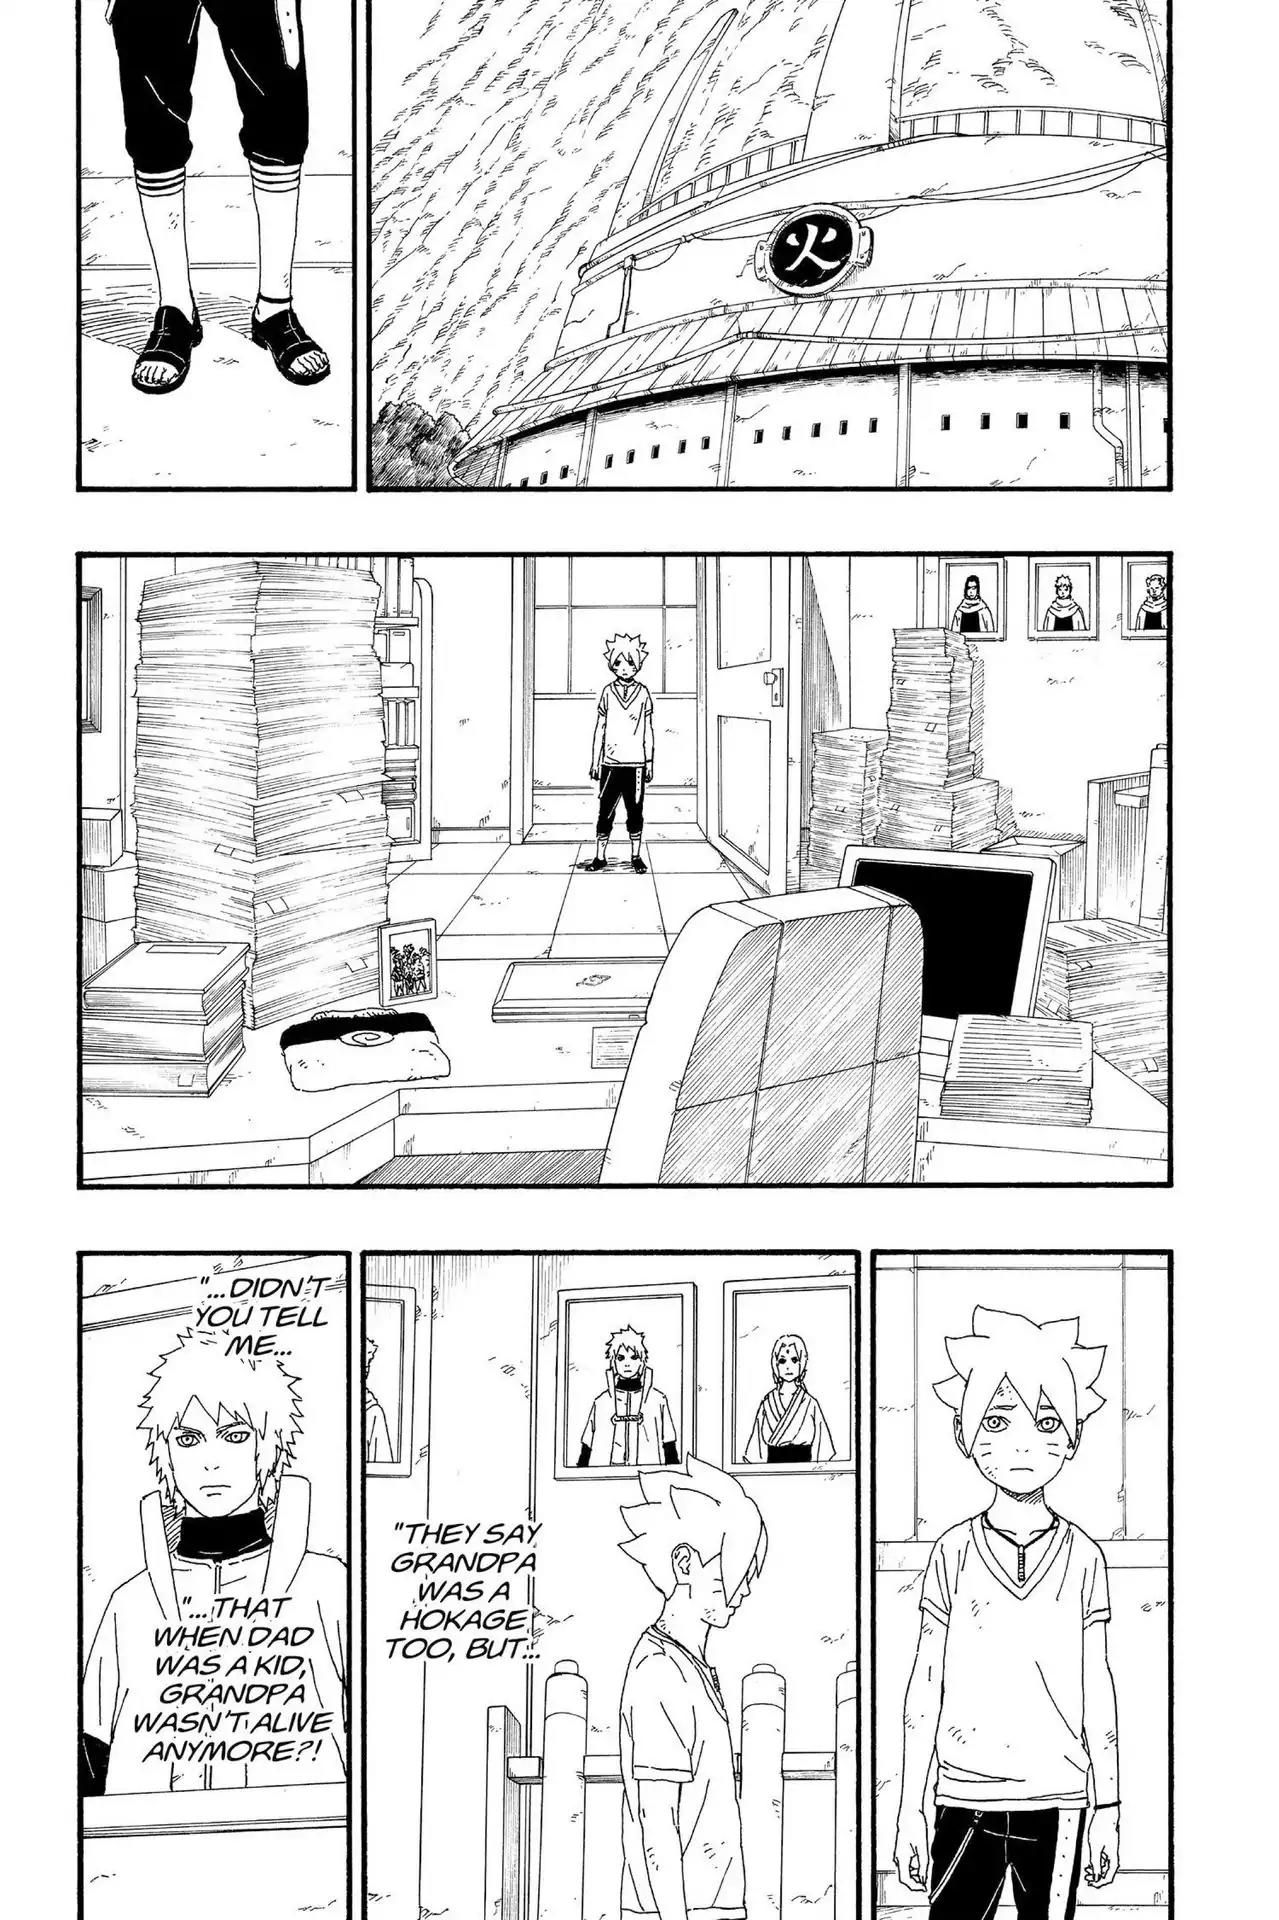 火
"THEY SAY
GRANDPA
WAS A
HOKAGE
TOO, BUT...
"...DIDN'T
YOU TELL
ME...
"...THAT
WHEN DAD
WAS A KID,
GRANDPA
WASN'T ALIVE
ANYMORE?!